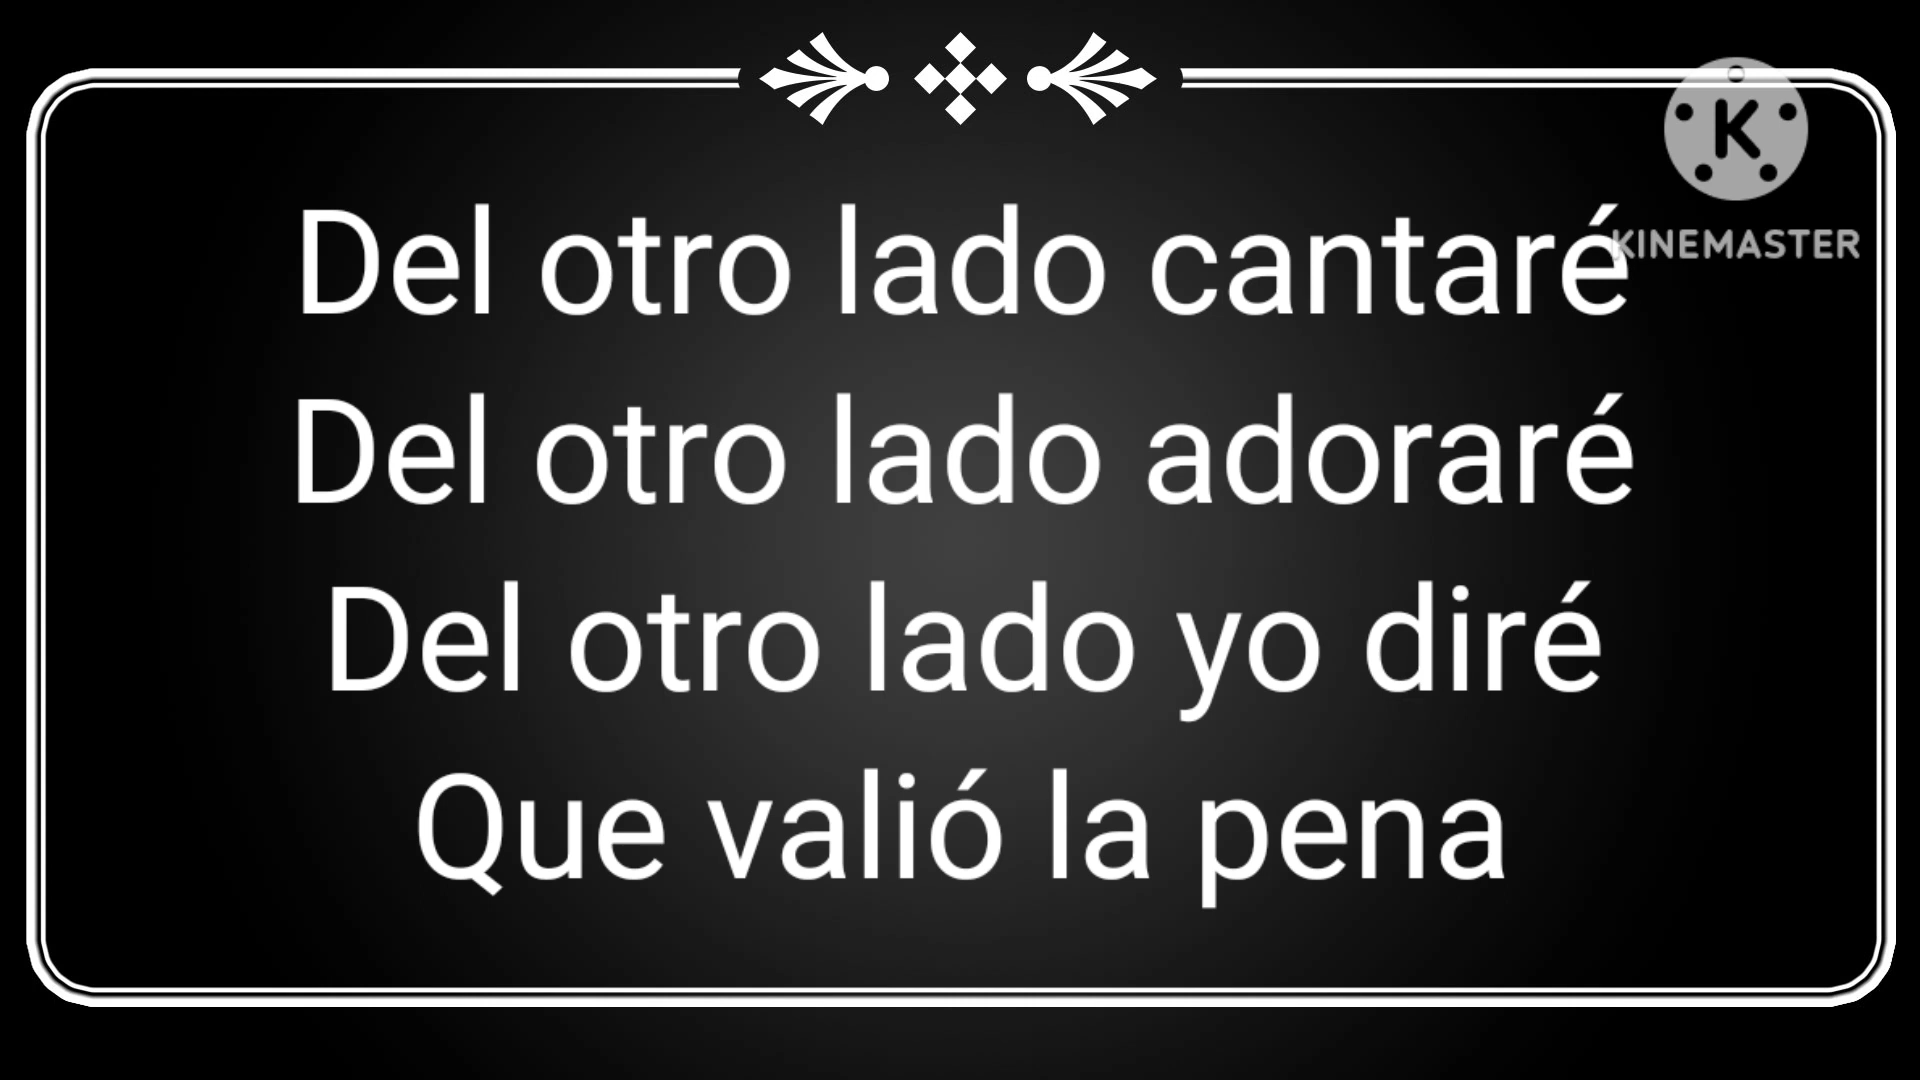 Del otro lado cantaré
KINEMASTER
Del otro lado adoraré
Del otro lado yo diré
Que valió la pena